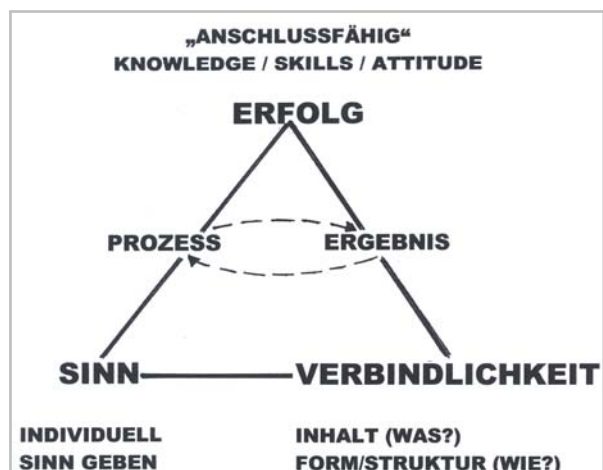 „ANSCHLUSSFÄHIG“
KNOWLEDGE / SKILLS / ATTITUDE
ERFOLG
PROZESS ERGEBNIS
SINN VERBINDLICHKEIT
INDIVIDUELL INHALT (WAS?)
SINN GEBEN FORM/STRUKTUR (WIE?)